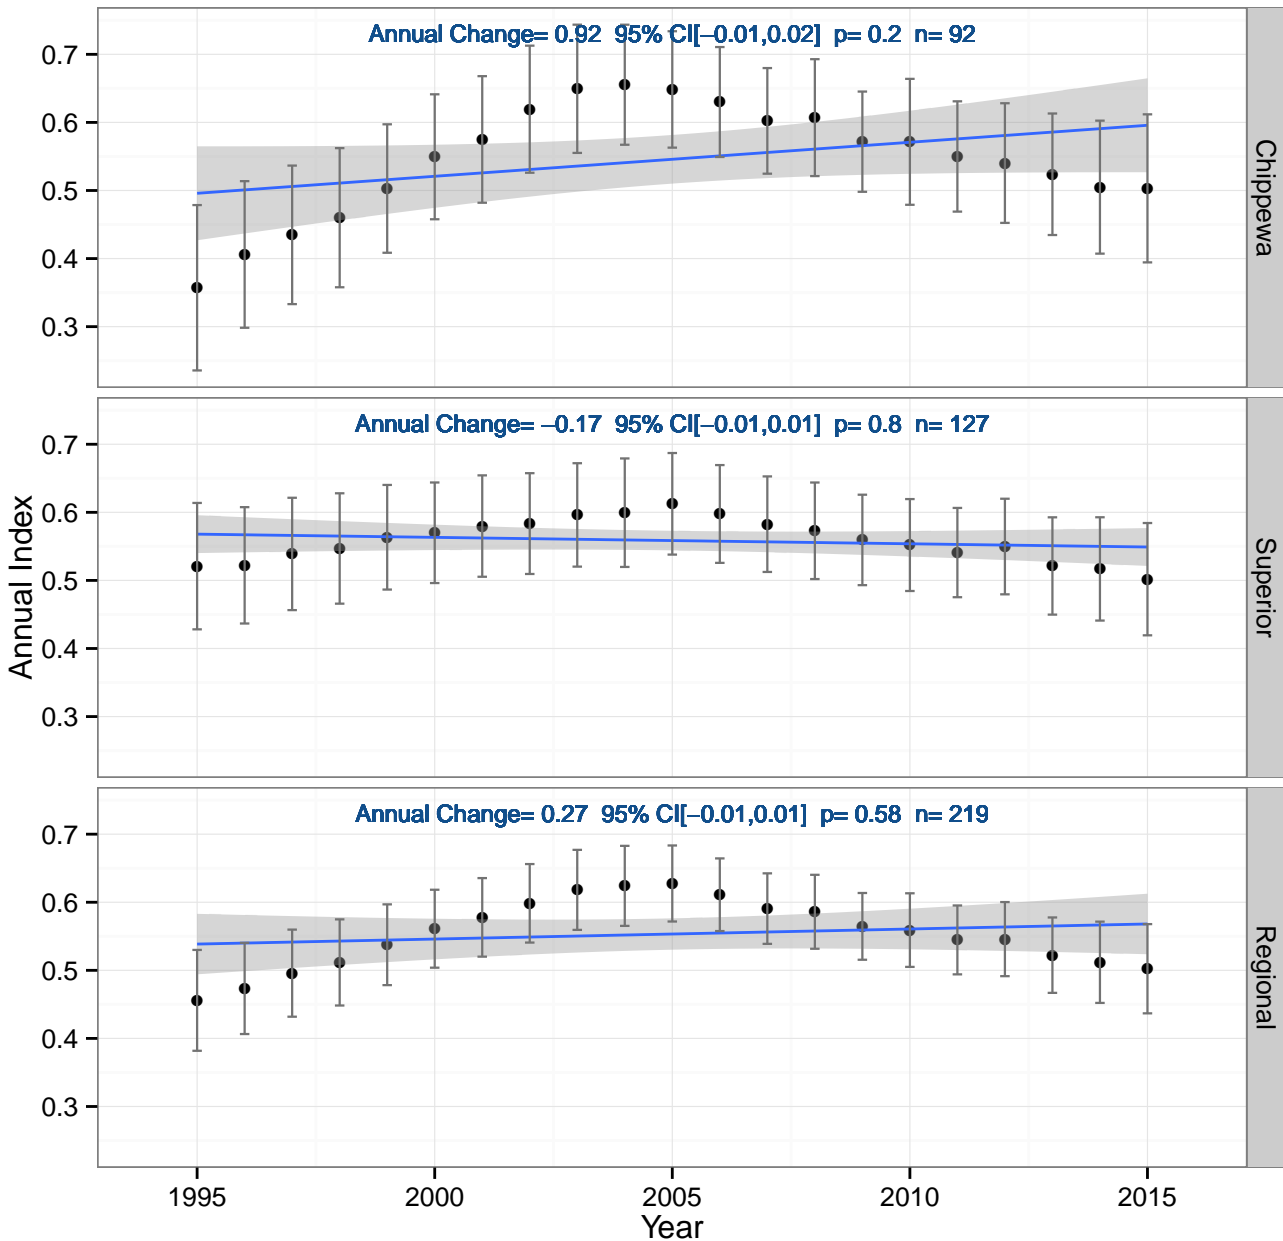 Annual Change= 0.92 95% CI[−0.01,0.02] p= 0.2 n= 92
0.7
0.6
0.5
0.4
0.3
Chippewa
Annual Change= −0.17 95% CI[−0.01,0.01] p= 0.8 n= 127
0.7
0.6
0.5
0.4
0.3
Superior
Annual Index
Annual Change= 0.27 95% CI[−0.01,0.01] p= 0.58 n= 219
0.7
0.6
0.5
0.4
0.3
Regional
1995 2000 2005 2010 2015
Year